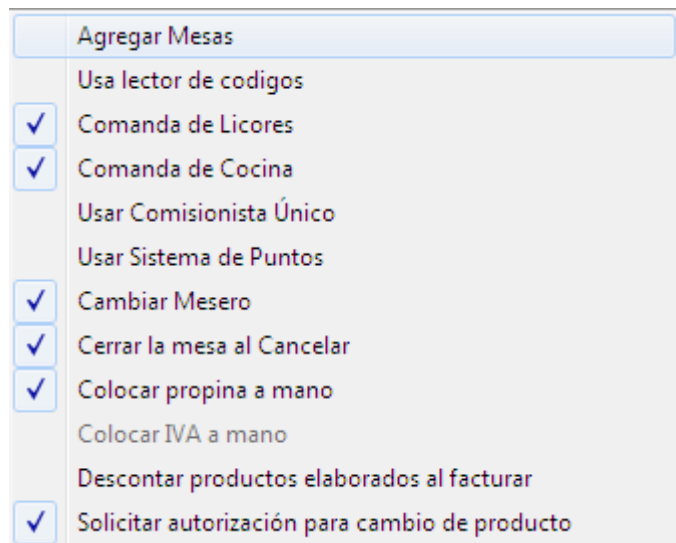 Agregar Mesas
Usa lector de codigos
Comanda de Licores
Comanda de Cocina
Usar Comisionista Único
Usar Sistema de Puntos
Cambiar Mesero
Cerrar la mesa al Cancelar
Colocar propina a mano
Colocar IVA a mano
Descontar productos elaborados al facturar
Solicitar autorización para cambio de producto